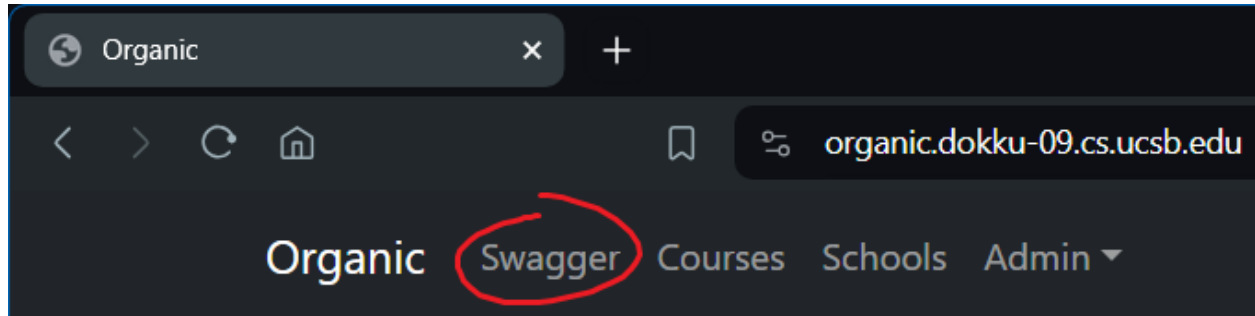 Organic
organic.dokku-09.cs.ucsb.edu
Organic Swagger Courses Schools Admin